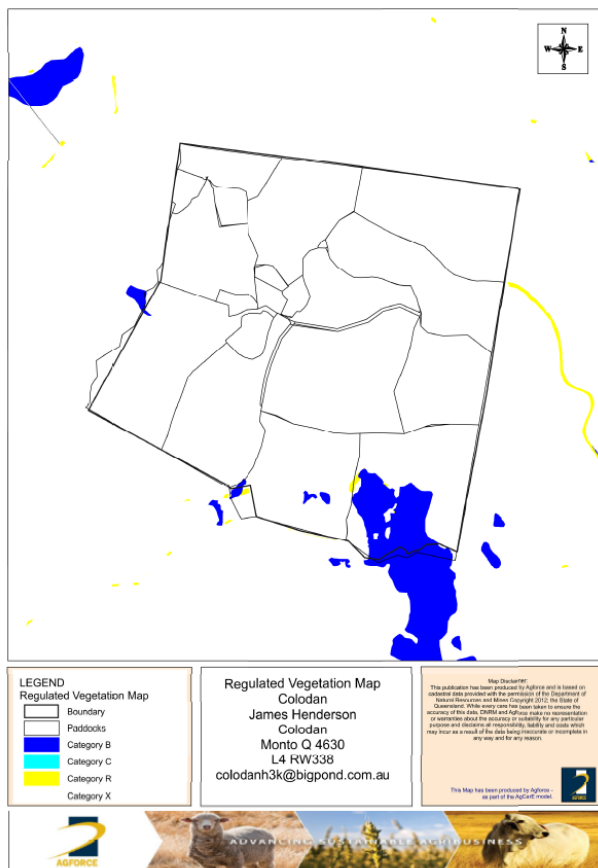 N
W E
S
LEGEND
Regulated Vegetation Map
Boundary
Paddocks
Category B
Category C
Category R
Category X
Regulated Vegetation Map
Colodan
James Henderson
Colodan
Monto Q 4630
L4 RW338
colodanh3k@bigpond.com.au
Map Disclaimer:
This publication has been produced by Agforce and is based on
cadastral data provided with the permission of the Department of
Natural Resources and Mines Copyright 2012, the State of
Queensland. While every care has been taken to ensure the
accuracy of this data, DNRM and AgForce make no representation
or warranties about the accuracy or suitability for any particular
purpose and disclaims all responsibility, liability and costs which
may incur as a result of the data being inaccurate or incomplete in
any way and for any reason.
This Map has been produced by Agforce -
as part of the AgCarE model.
AGFORCE
AGFORCE
ADVANCING SUSTAINABLE AGRIBUSINESS